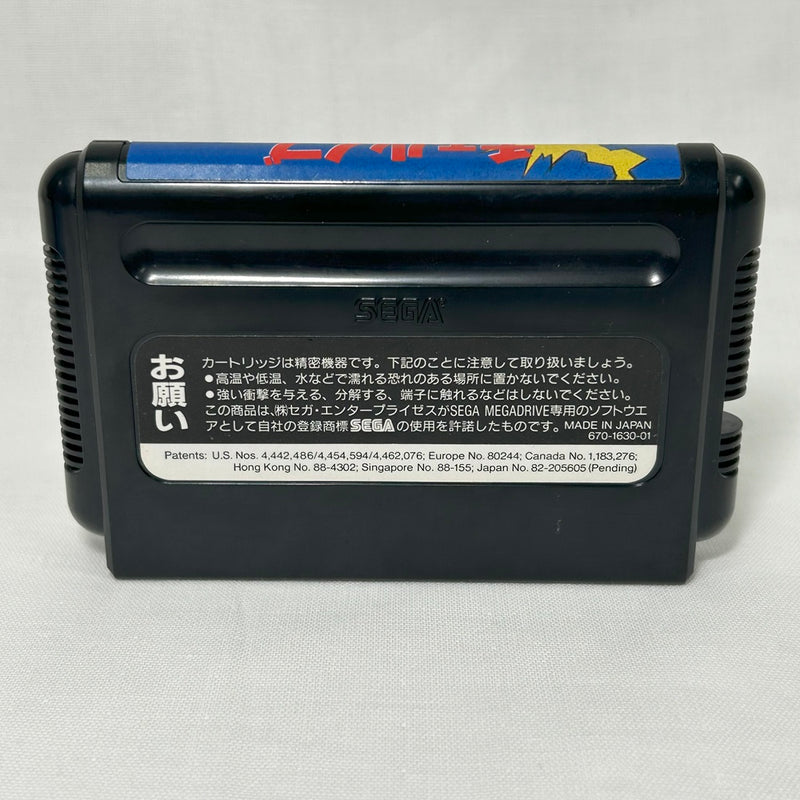 SEGA
お願い
カートリッジは精密機器です。下記のことに注意して取り扱いましょう。
●高温や低温、水などで濡れる恐れのある場所に置かないでください。
●強い衝撃を与える、分解する、端子に触れるなどはしないでください。
この商品は、㈱セガ・エンタープライゼスがSEGA MEGADRIVE専用のソフトウエ
アとして自社の登録商標SEGAの使用を許諾したものです。 MADE IN JAPAN
670-1630-01
Patents: U.S. Nos. 4,442,486/4,454,594/4,462,076; Europe No. 80244; Canada No. 1,183,276;
Hong Kong No. 88-4302; Singapore No. 88-155; Japan No. 82-205605 (Pending)